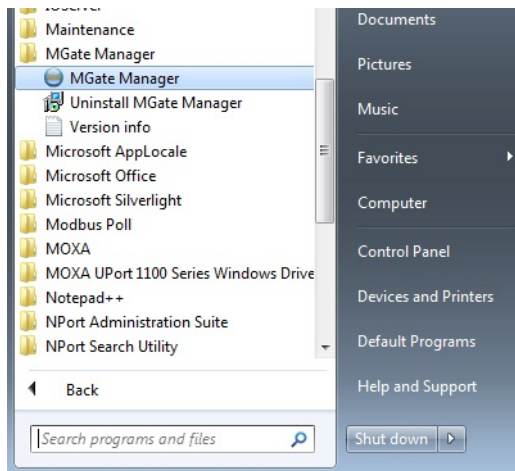 IOServer
Maintenance
MGate Manager
MGate Manager
Uninstall MGate Manager
Version info
Microsoft AppLocale
Microsoft Office
Microsoft Silverlight
Modbus Poll
MOXA
MOXA UPort 1100 Series Windows Drive
Notepad++
NPort Administration Suite
NPort Search Utility
Back
Search programs and files
Documents
Pictures
Music
Favorites
Computer
Control Panel
Devices and Printers
Default Programs
Help and Support
Shut down